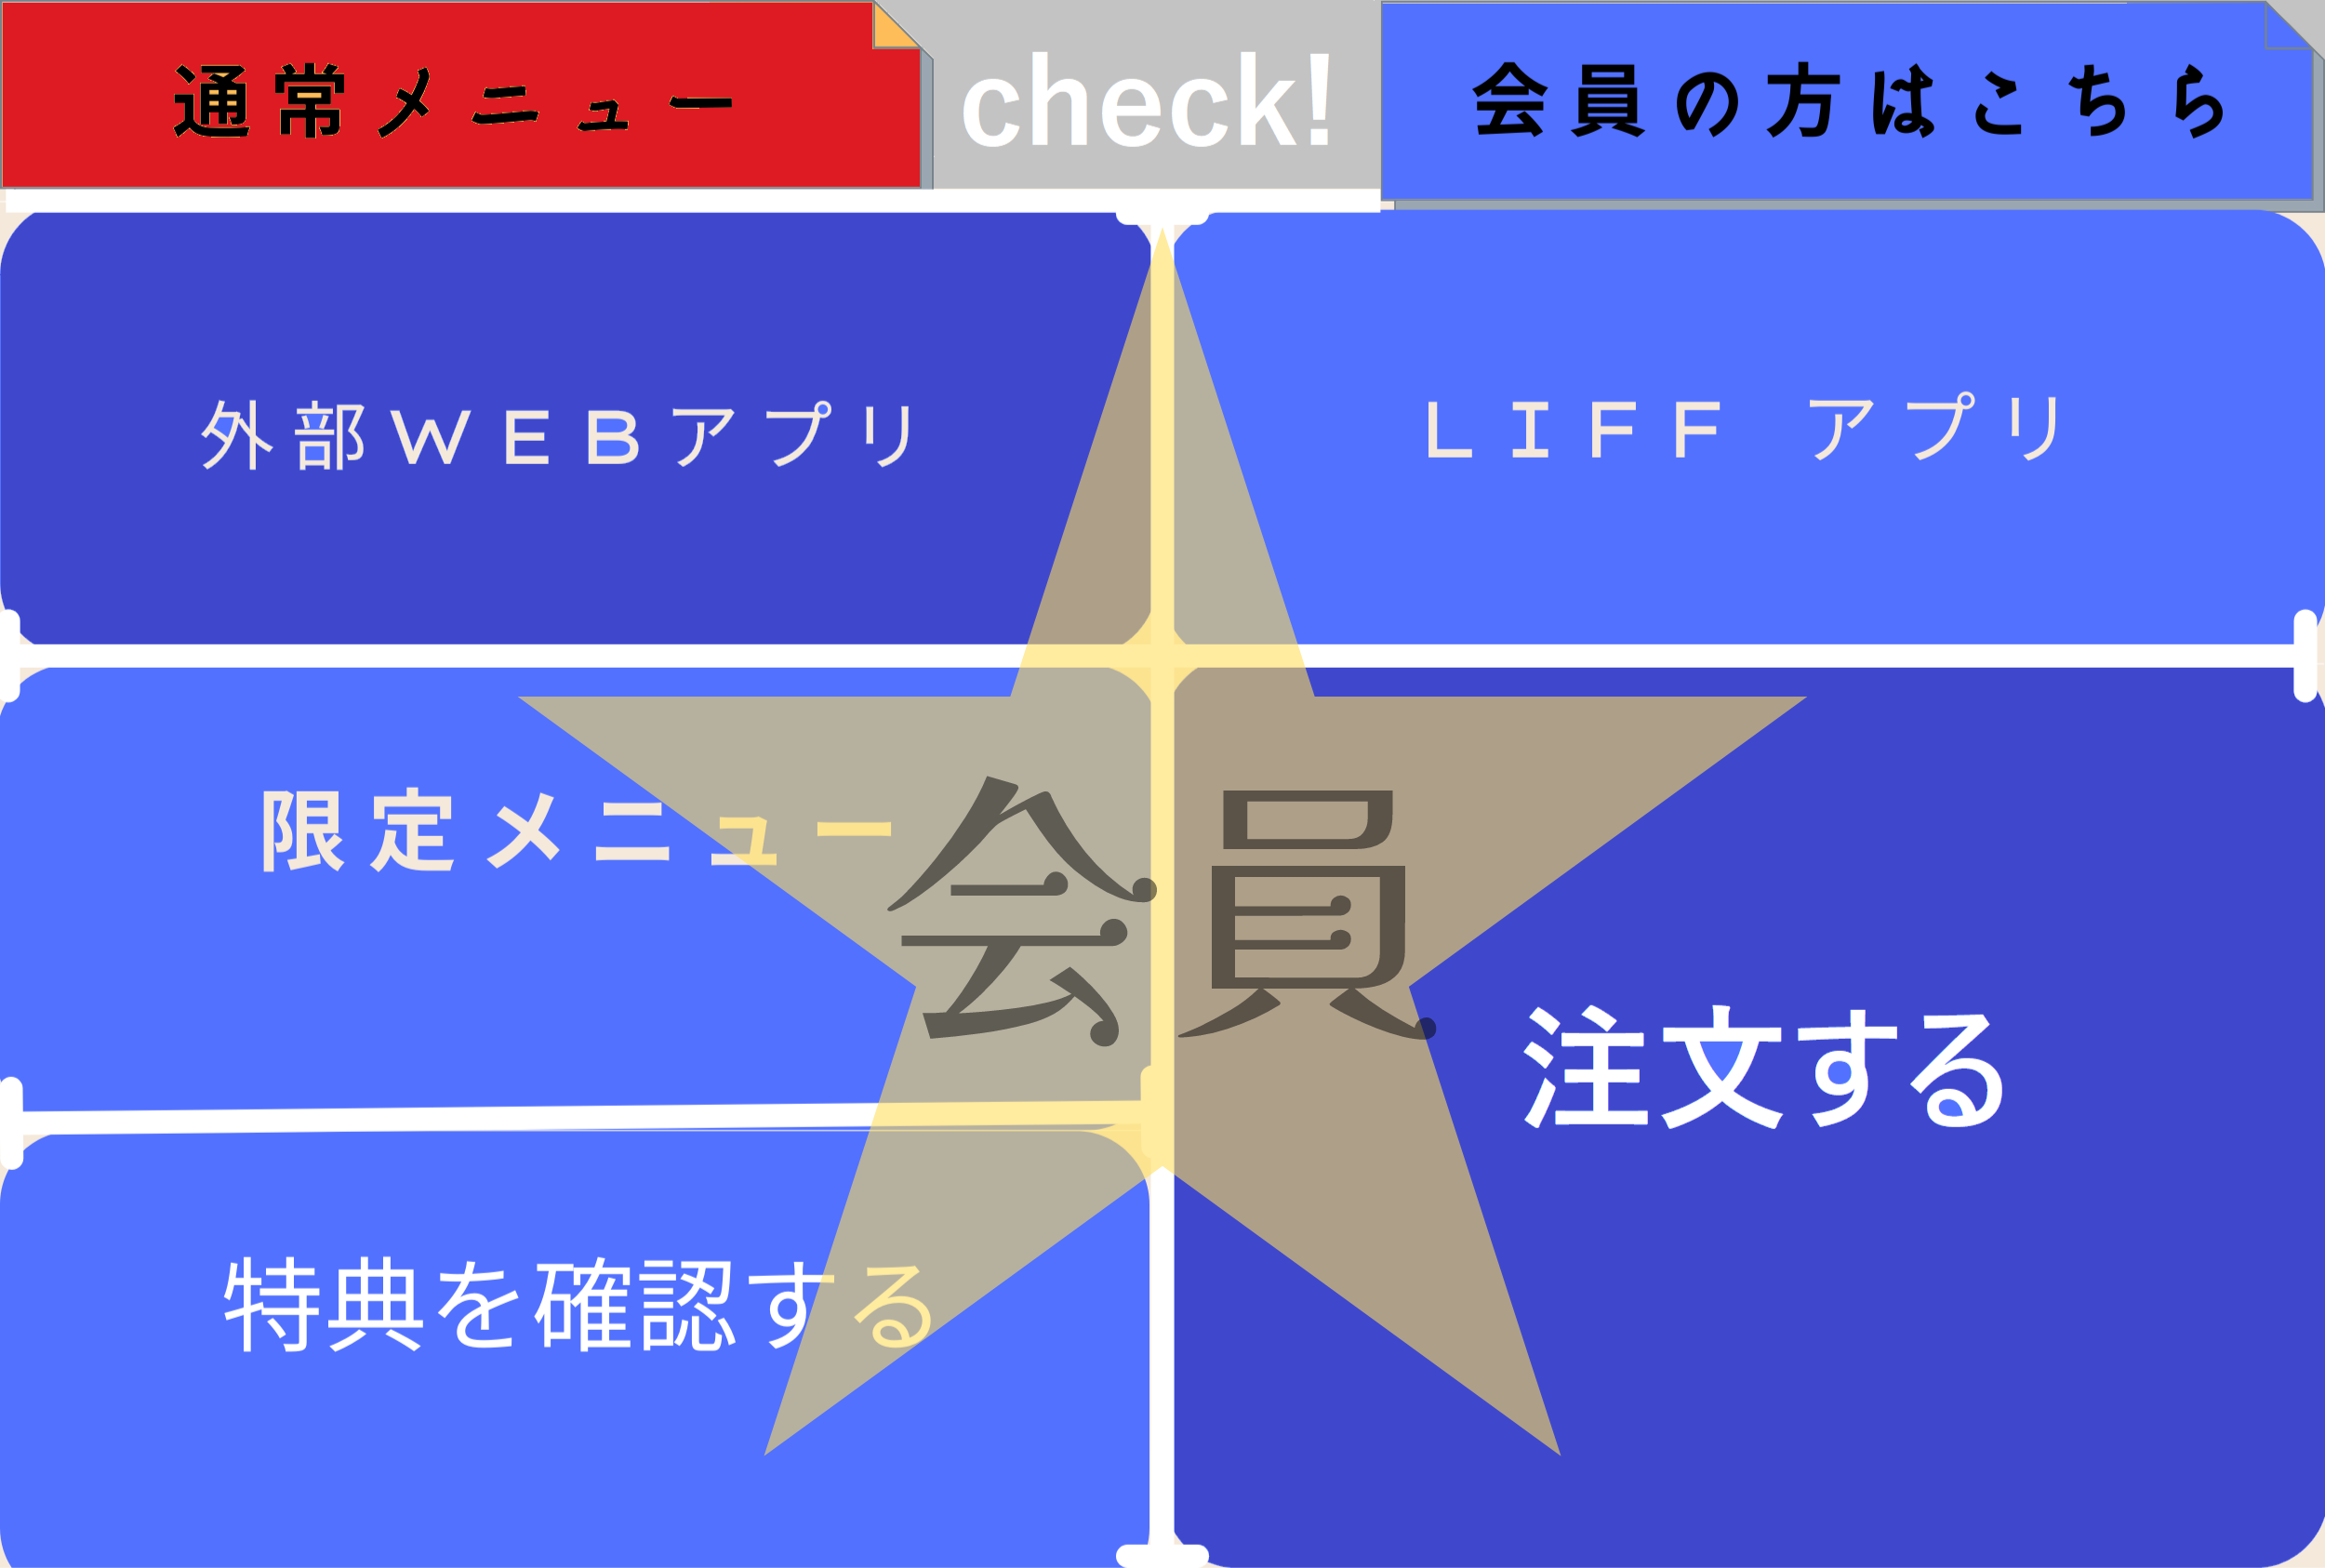 通常メニュー
check!
会員の方はこちら
外部WEBアプリ
LIFF アプリ
限定メニュー
会員
注文する
特典を確認する